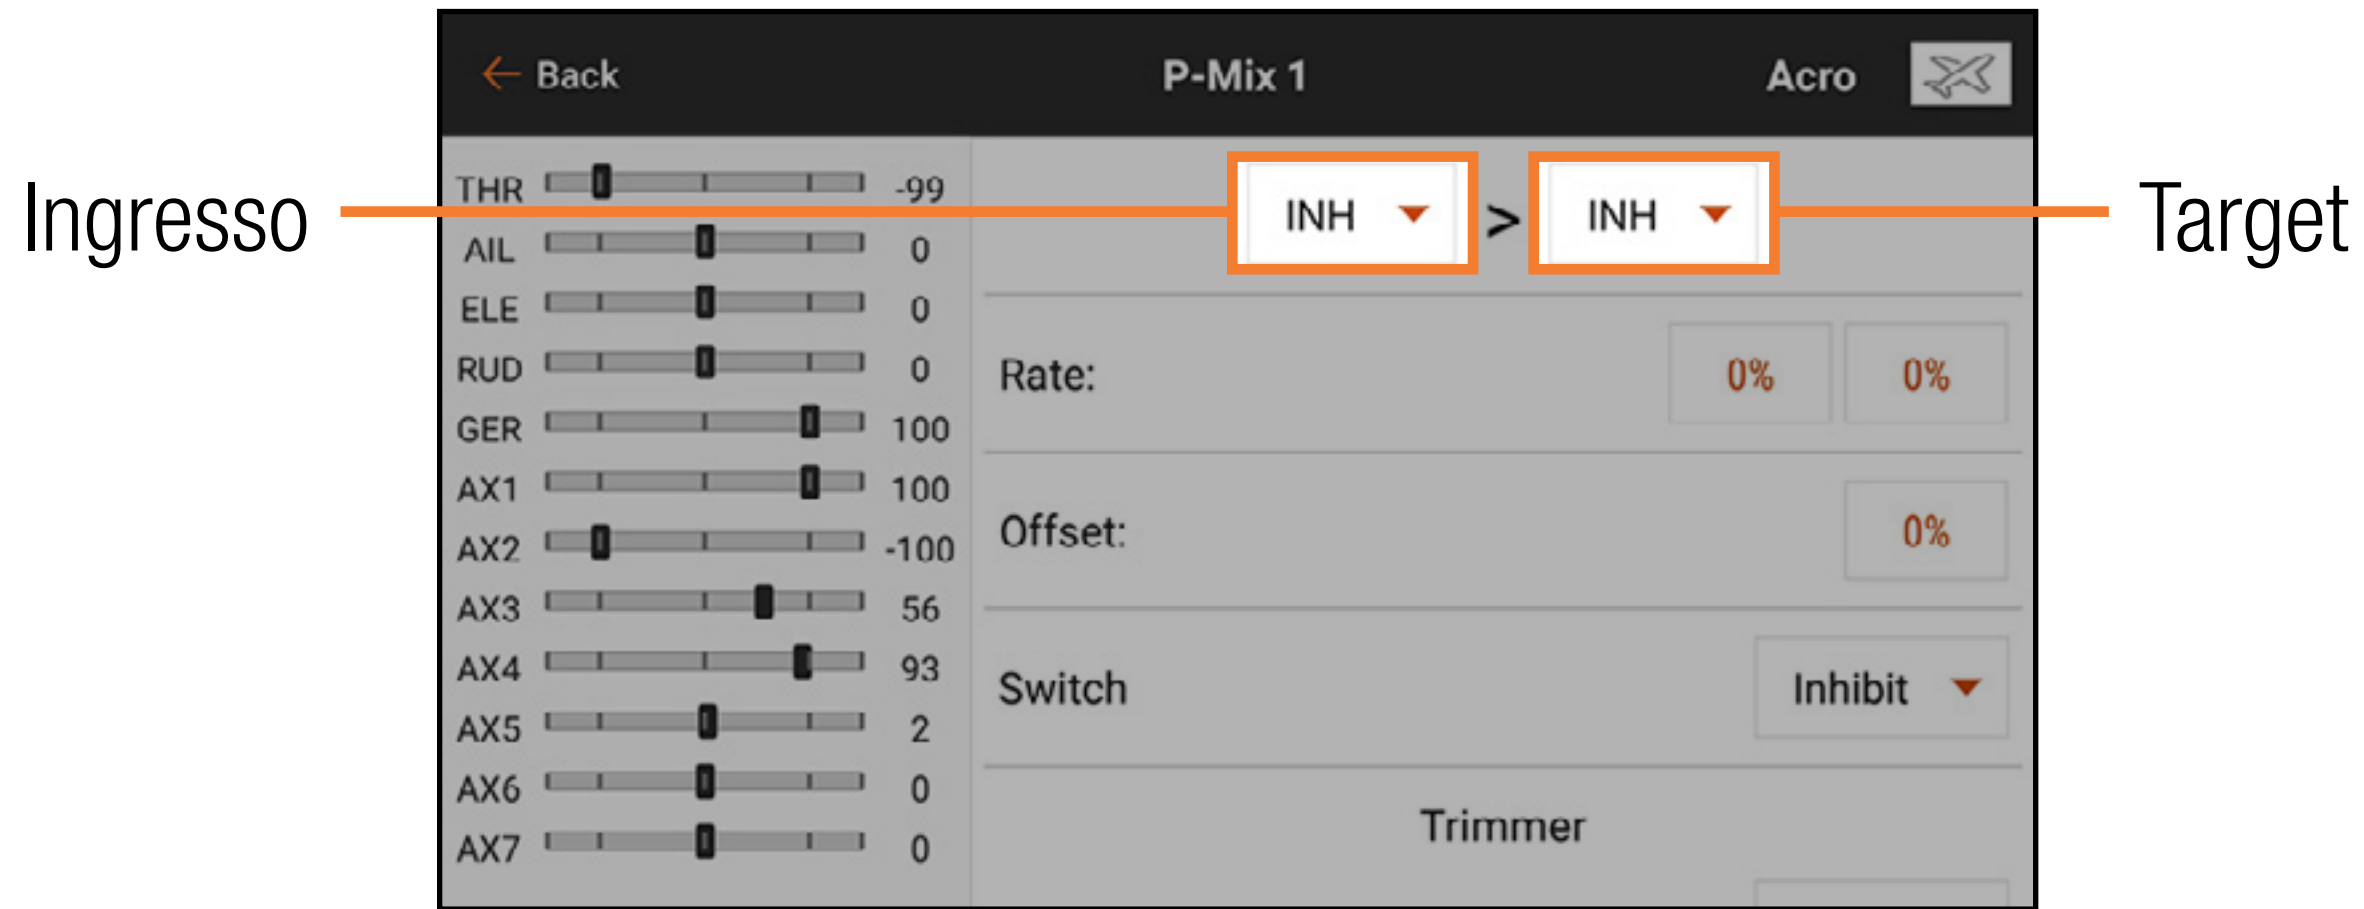 Back P-Mix 1 Acro
Ingresso
Target
THR -99
AIL 0
ELE 0
RUD 0
GER 100
AX1 100
AX2 -100
AX3 56
AX4 93
AX5 2
AX6 0
AX7 0
INH > INH
Rate: 0% 0%
Offset: 0%
Switch Inhibit
Trimmer